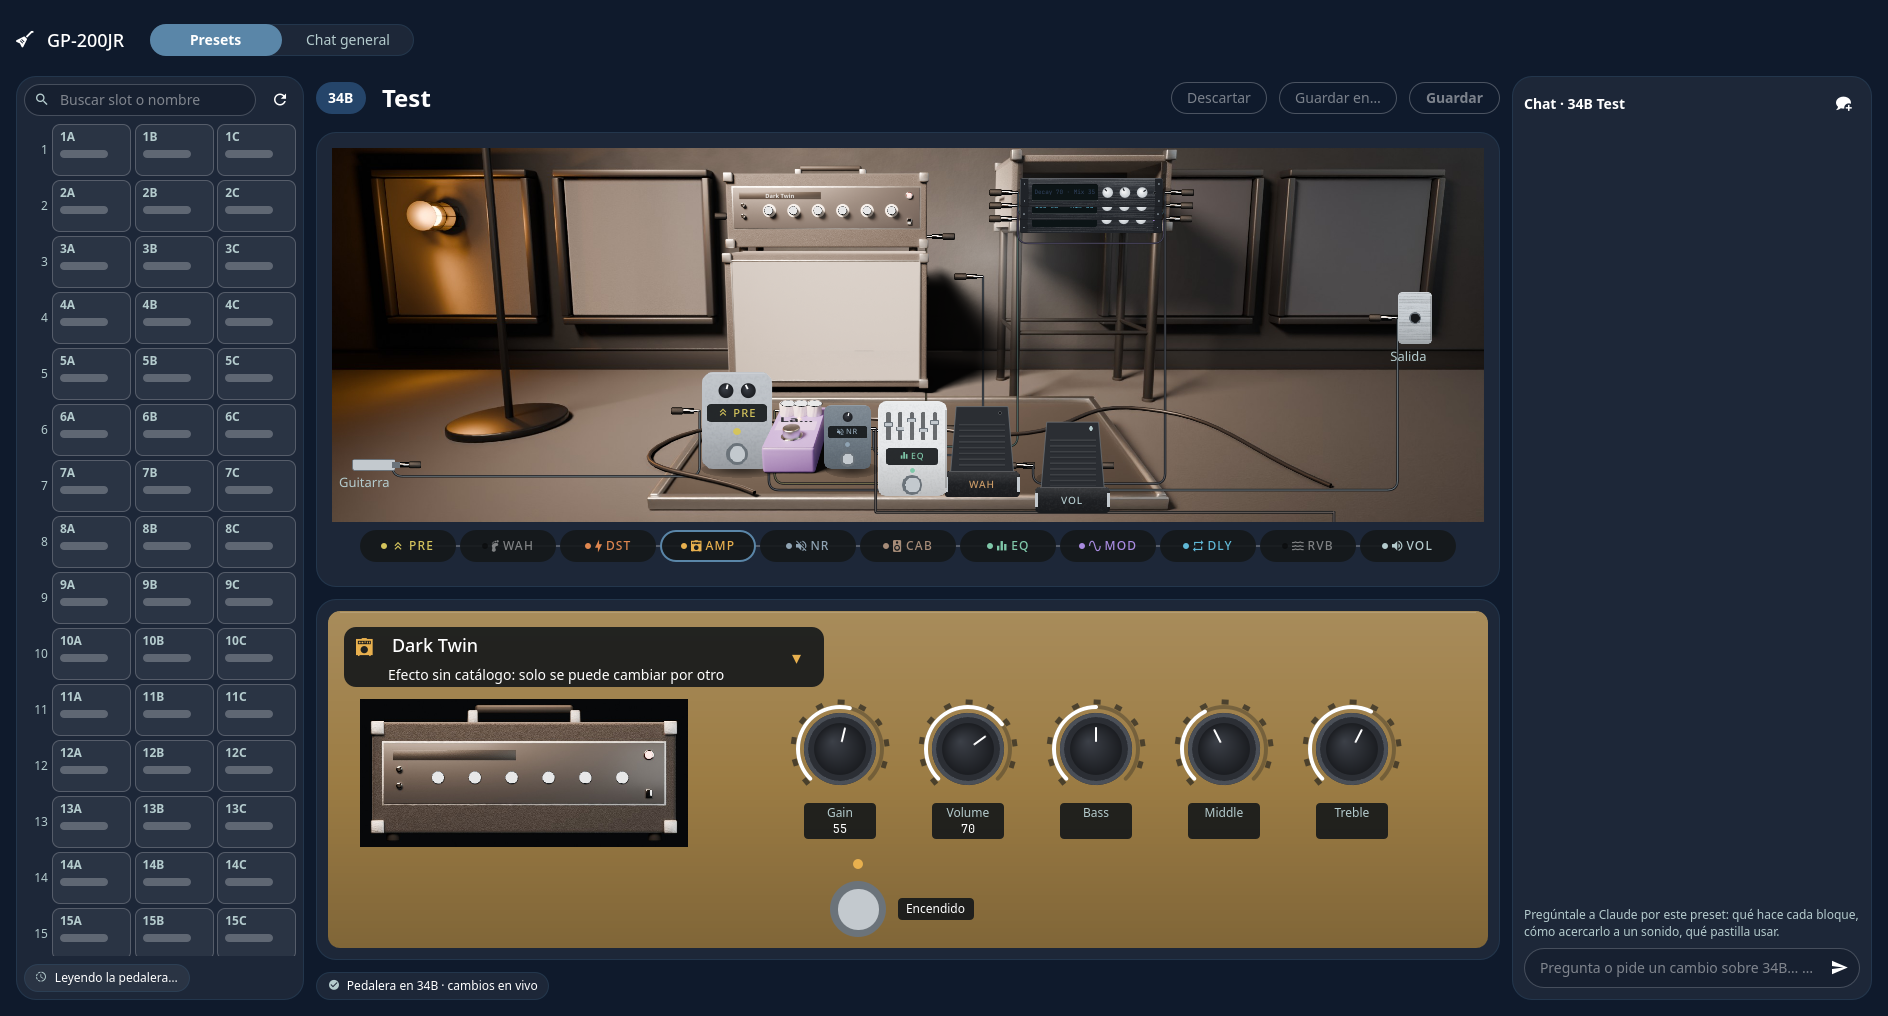 GP-200JR
Presets
Chat general
Buscar slot o nombre
1 1A 1B 1C
2 2A 2B 2C
3 3A 3B 3C
4 4A 4B 4C
5 5A 5B 5C
6 6A 6B 6C
7 7A 7B 7C
8 8A 8B 8C
9 9A 9B 9C
10 10A 10B 10C
11 11A 11B 11C
12 12A 12B 12C
13 13A 13B 13C
14 14A 14B 14C
15 15A 15B 15C
Leyendo la pedalera...
34B Test
Descartar
Guardar en...
Guardar
Dark Twin
Salida
Guitarra
PRE
NR
EQ
WAH
VOL
PRE WAH DST AMP NR CAB EQ MOD DLY RVB VOL
Dark Twin
Efecto sin catálogo: solo se puede cambiar por otro
Gain Volume Bass Middle Treble
55 70
Encendido
Pedalera en 34B · cambios en vivo
Chat · 34B Test
Pregúntale a Claude por este preset: qué hace cada bloque,
cómo acercarlo a un sonido, qué pastilla usar.
Pregunta o pide un cambio sobre 34B... ...